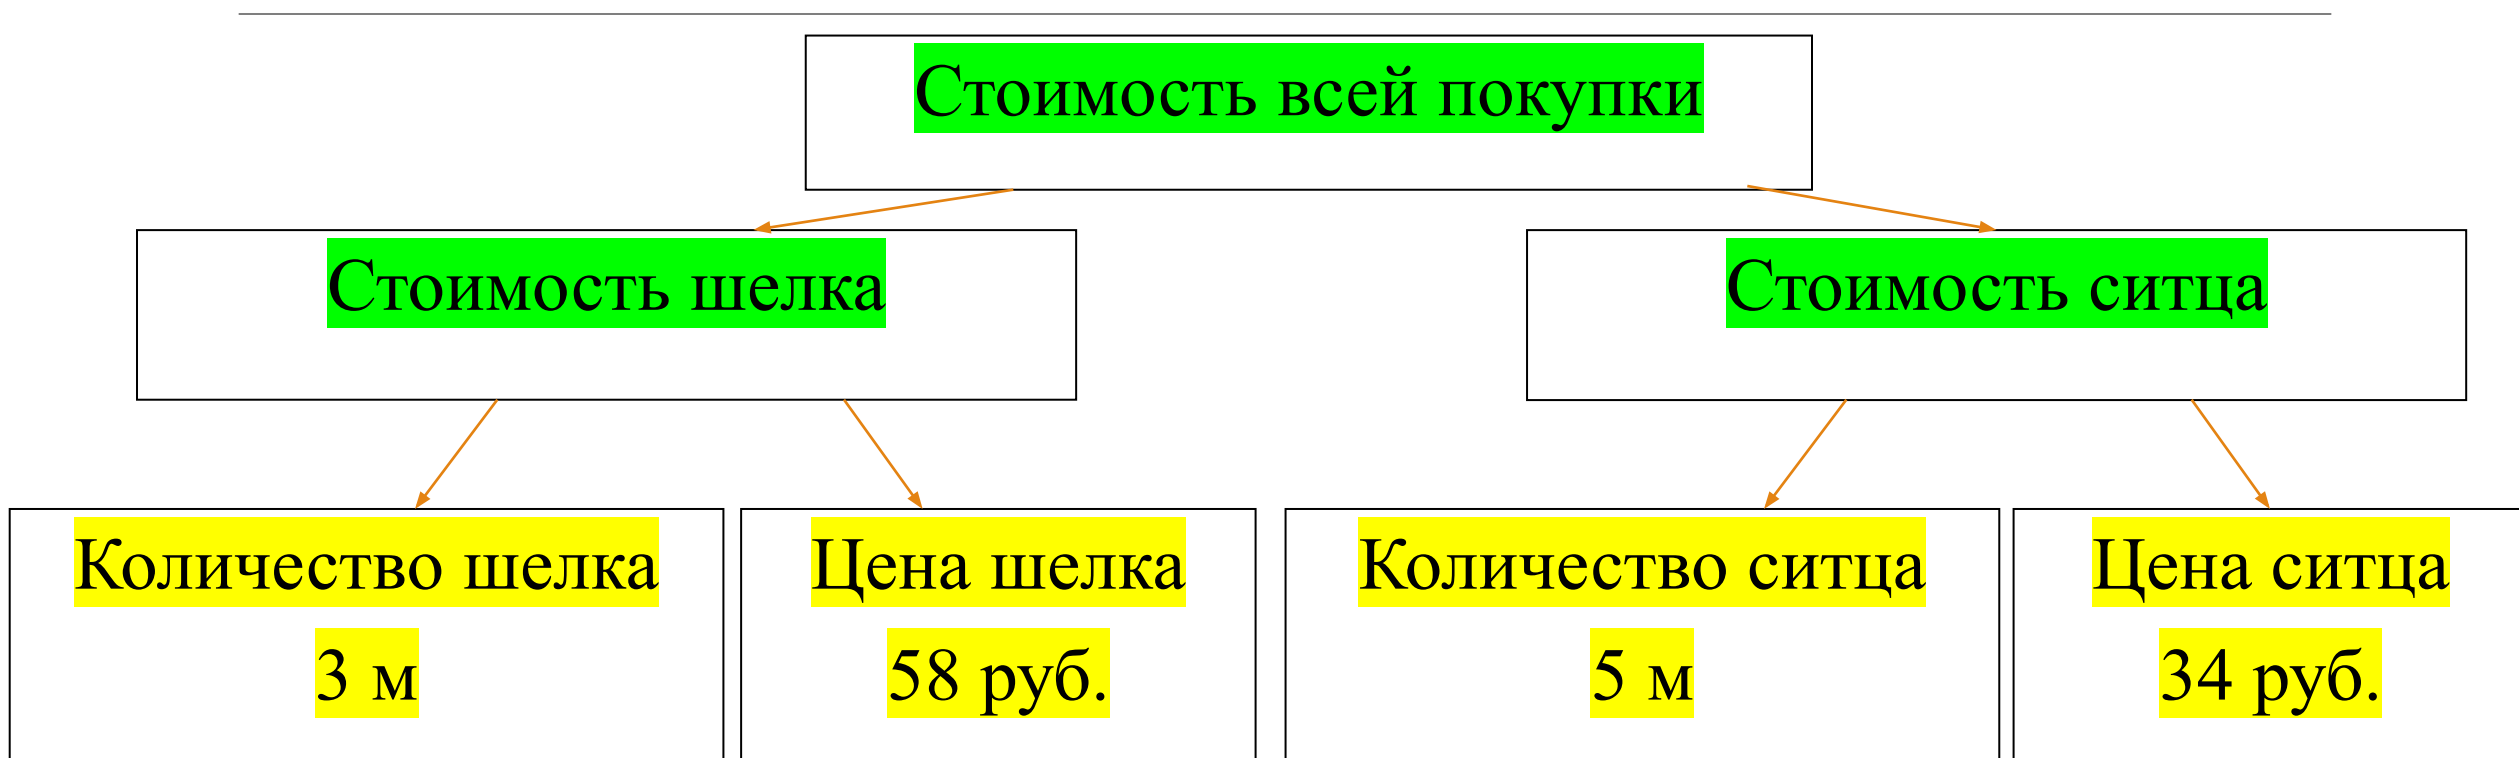 Стоимость всей покупки
Стоимость шелка
Стоимость ситца
Количество шелка
3 м
Цена шелка
58 руб.
Количество ситца
5 м
Цена ситца
34 руб.